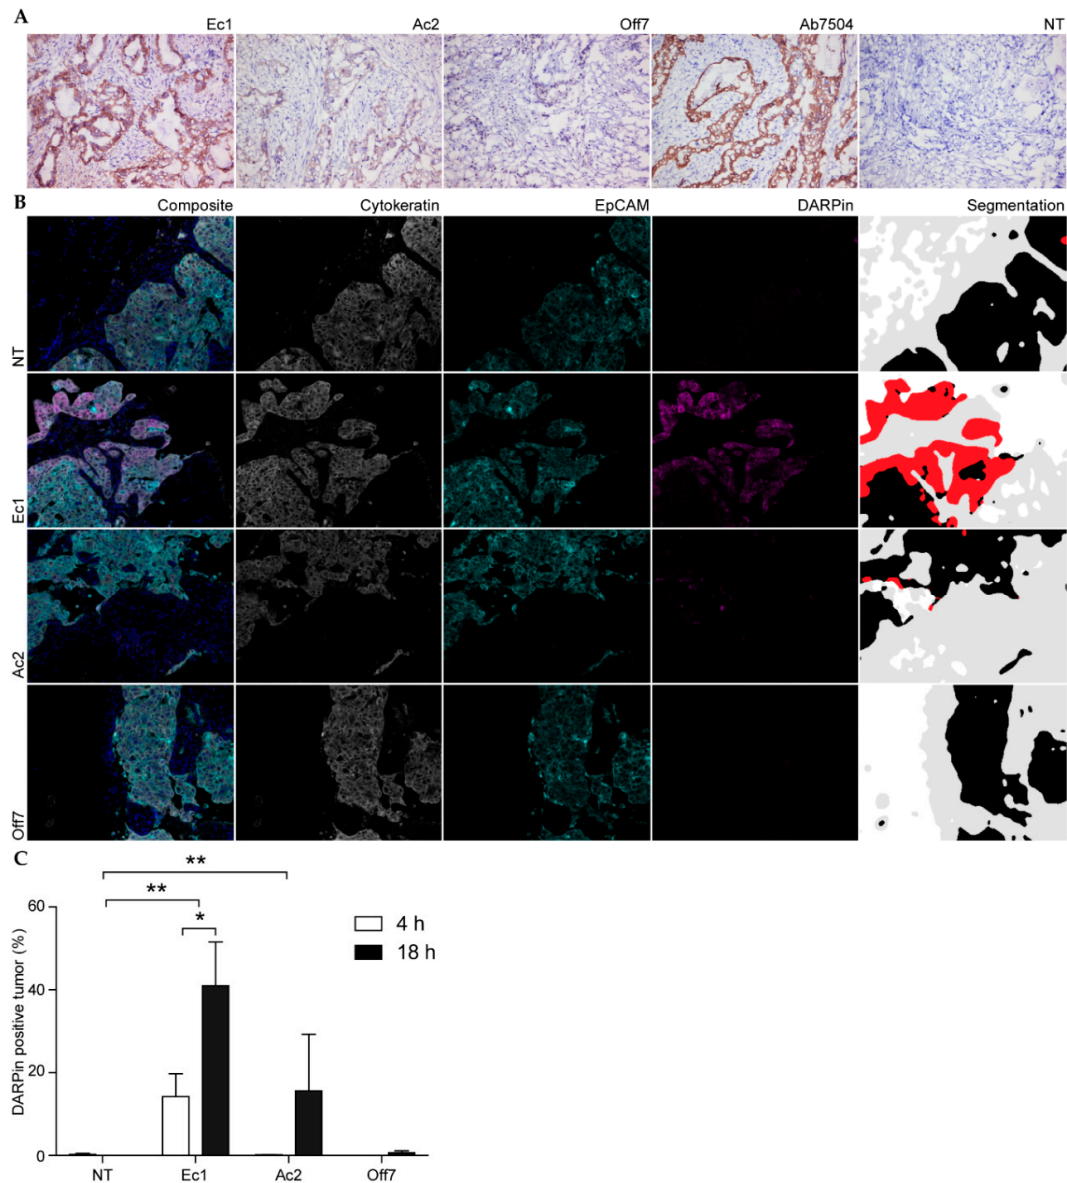 A
Ec1 Ac2 Off7 Ab7504 NT
B
Composite Cytokeratin EpCAM DARPin Segmentation
NT
Ec1
Ac2
Off7
C
**
**
*
4 h
18 h
DARPin positive tumor (%)
60
40
20
0
NT Ec1 Ac2 Off7